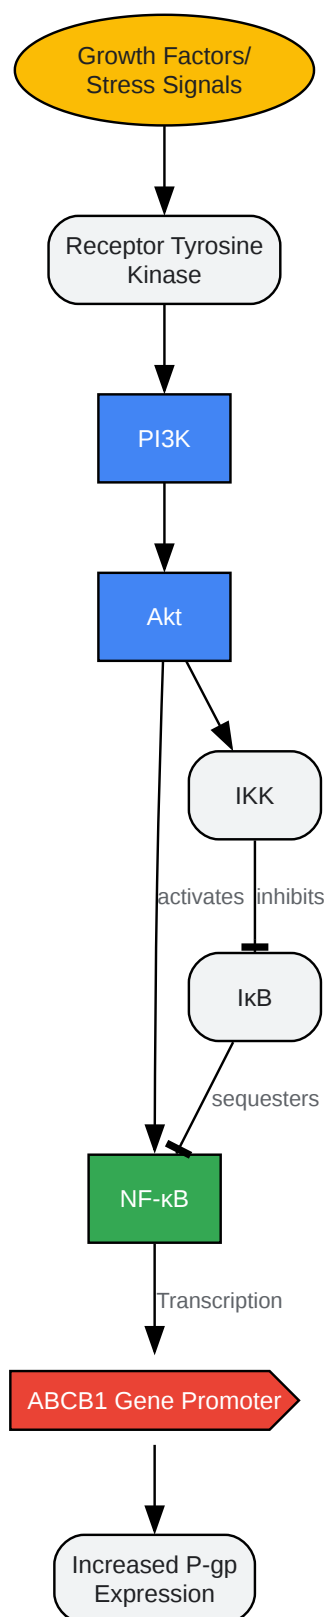 Growth Factors/
Stress Signals
Receptor Tyrosine
Kinase
PI3K
Akt
IKK
activates
inhibits
IκB
sequesters
NF-κB
Transcription
ABCB1 Gene Promoter
Increased P-gp
Expression